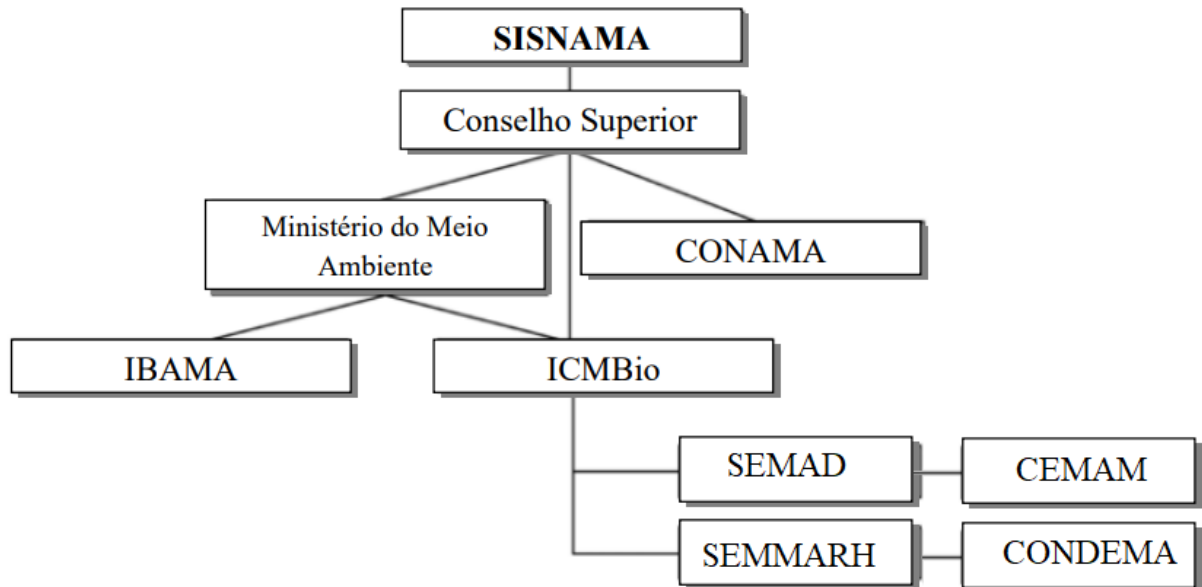 SISNAMA
Conselho Superior
Ministério do Meio
Ambiente
CONAMA
IBAMA
ICMBio
SEMAD
CEMAM
SEMMARH
CONDEMA